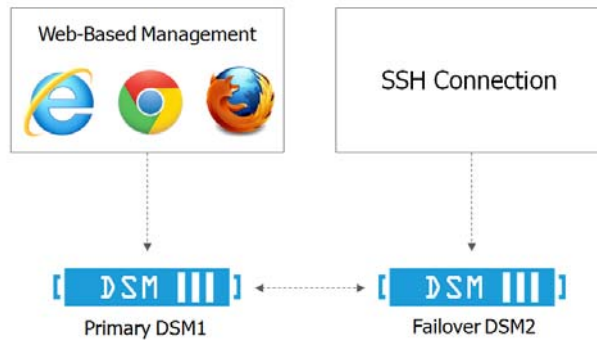 Web-Based Management
SSH Connection
DSM
DSM
Primary DSM1
Failover DSM2